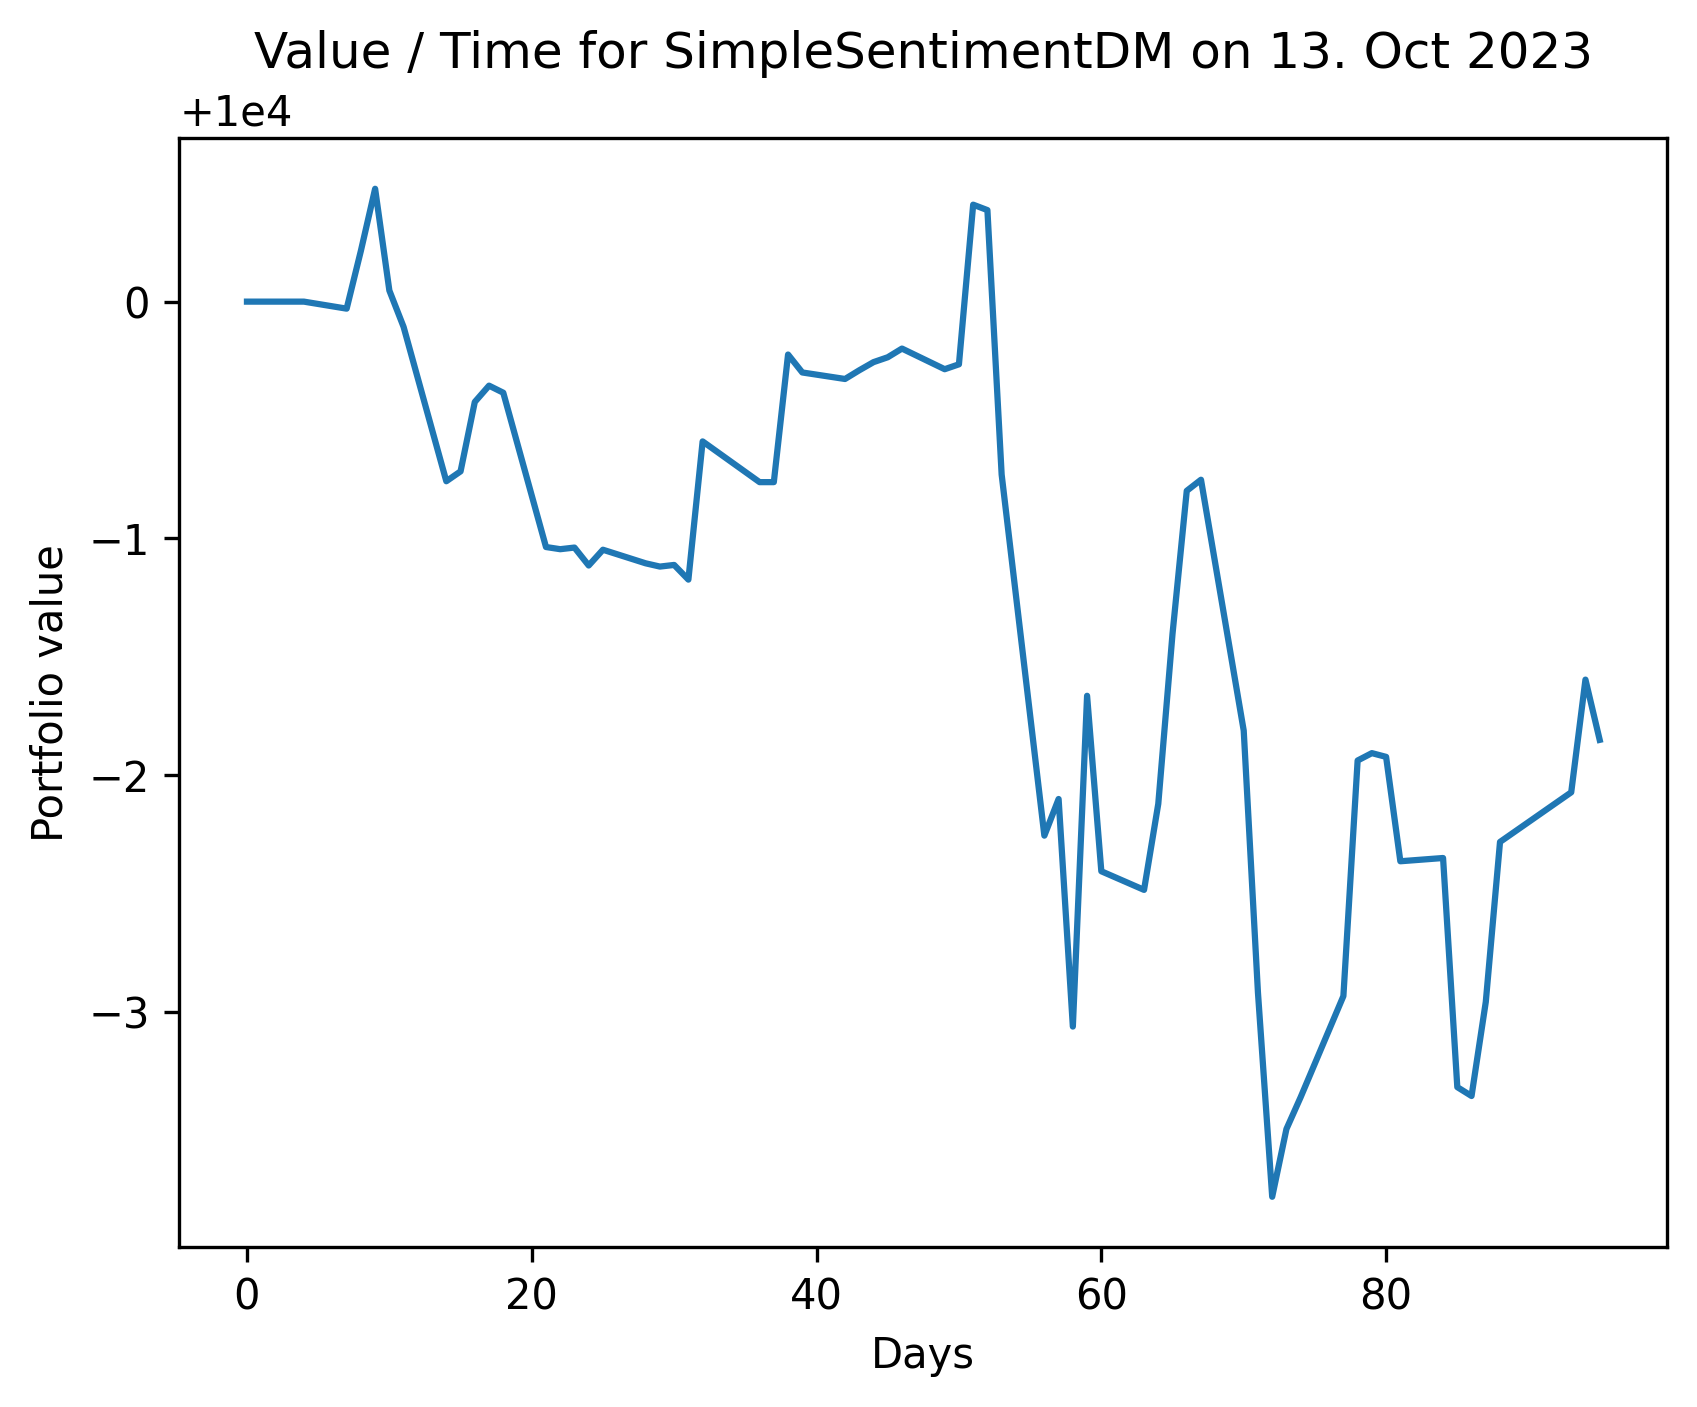 Value / Time for SimpleSentimentDM on 13. Oct 2023
+1e4
0
−1
−2
−3
Portfolio value
0 20 40 60 80
Days